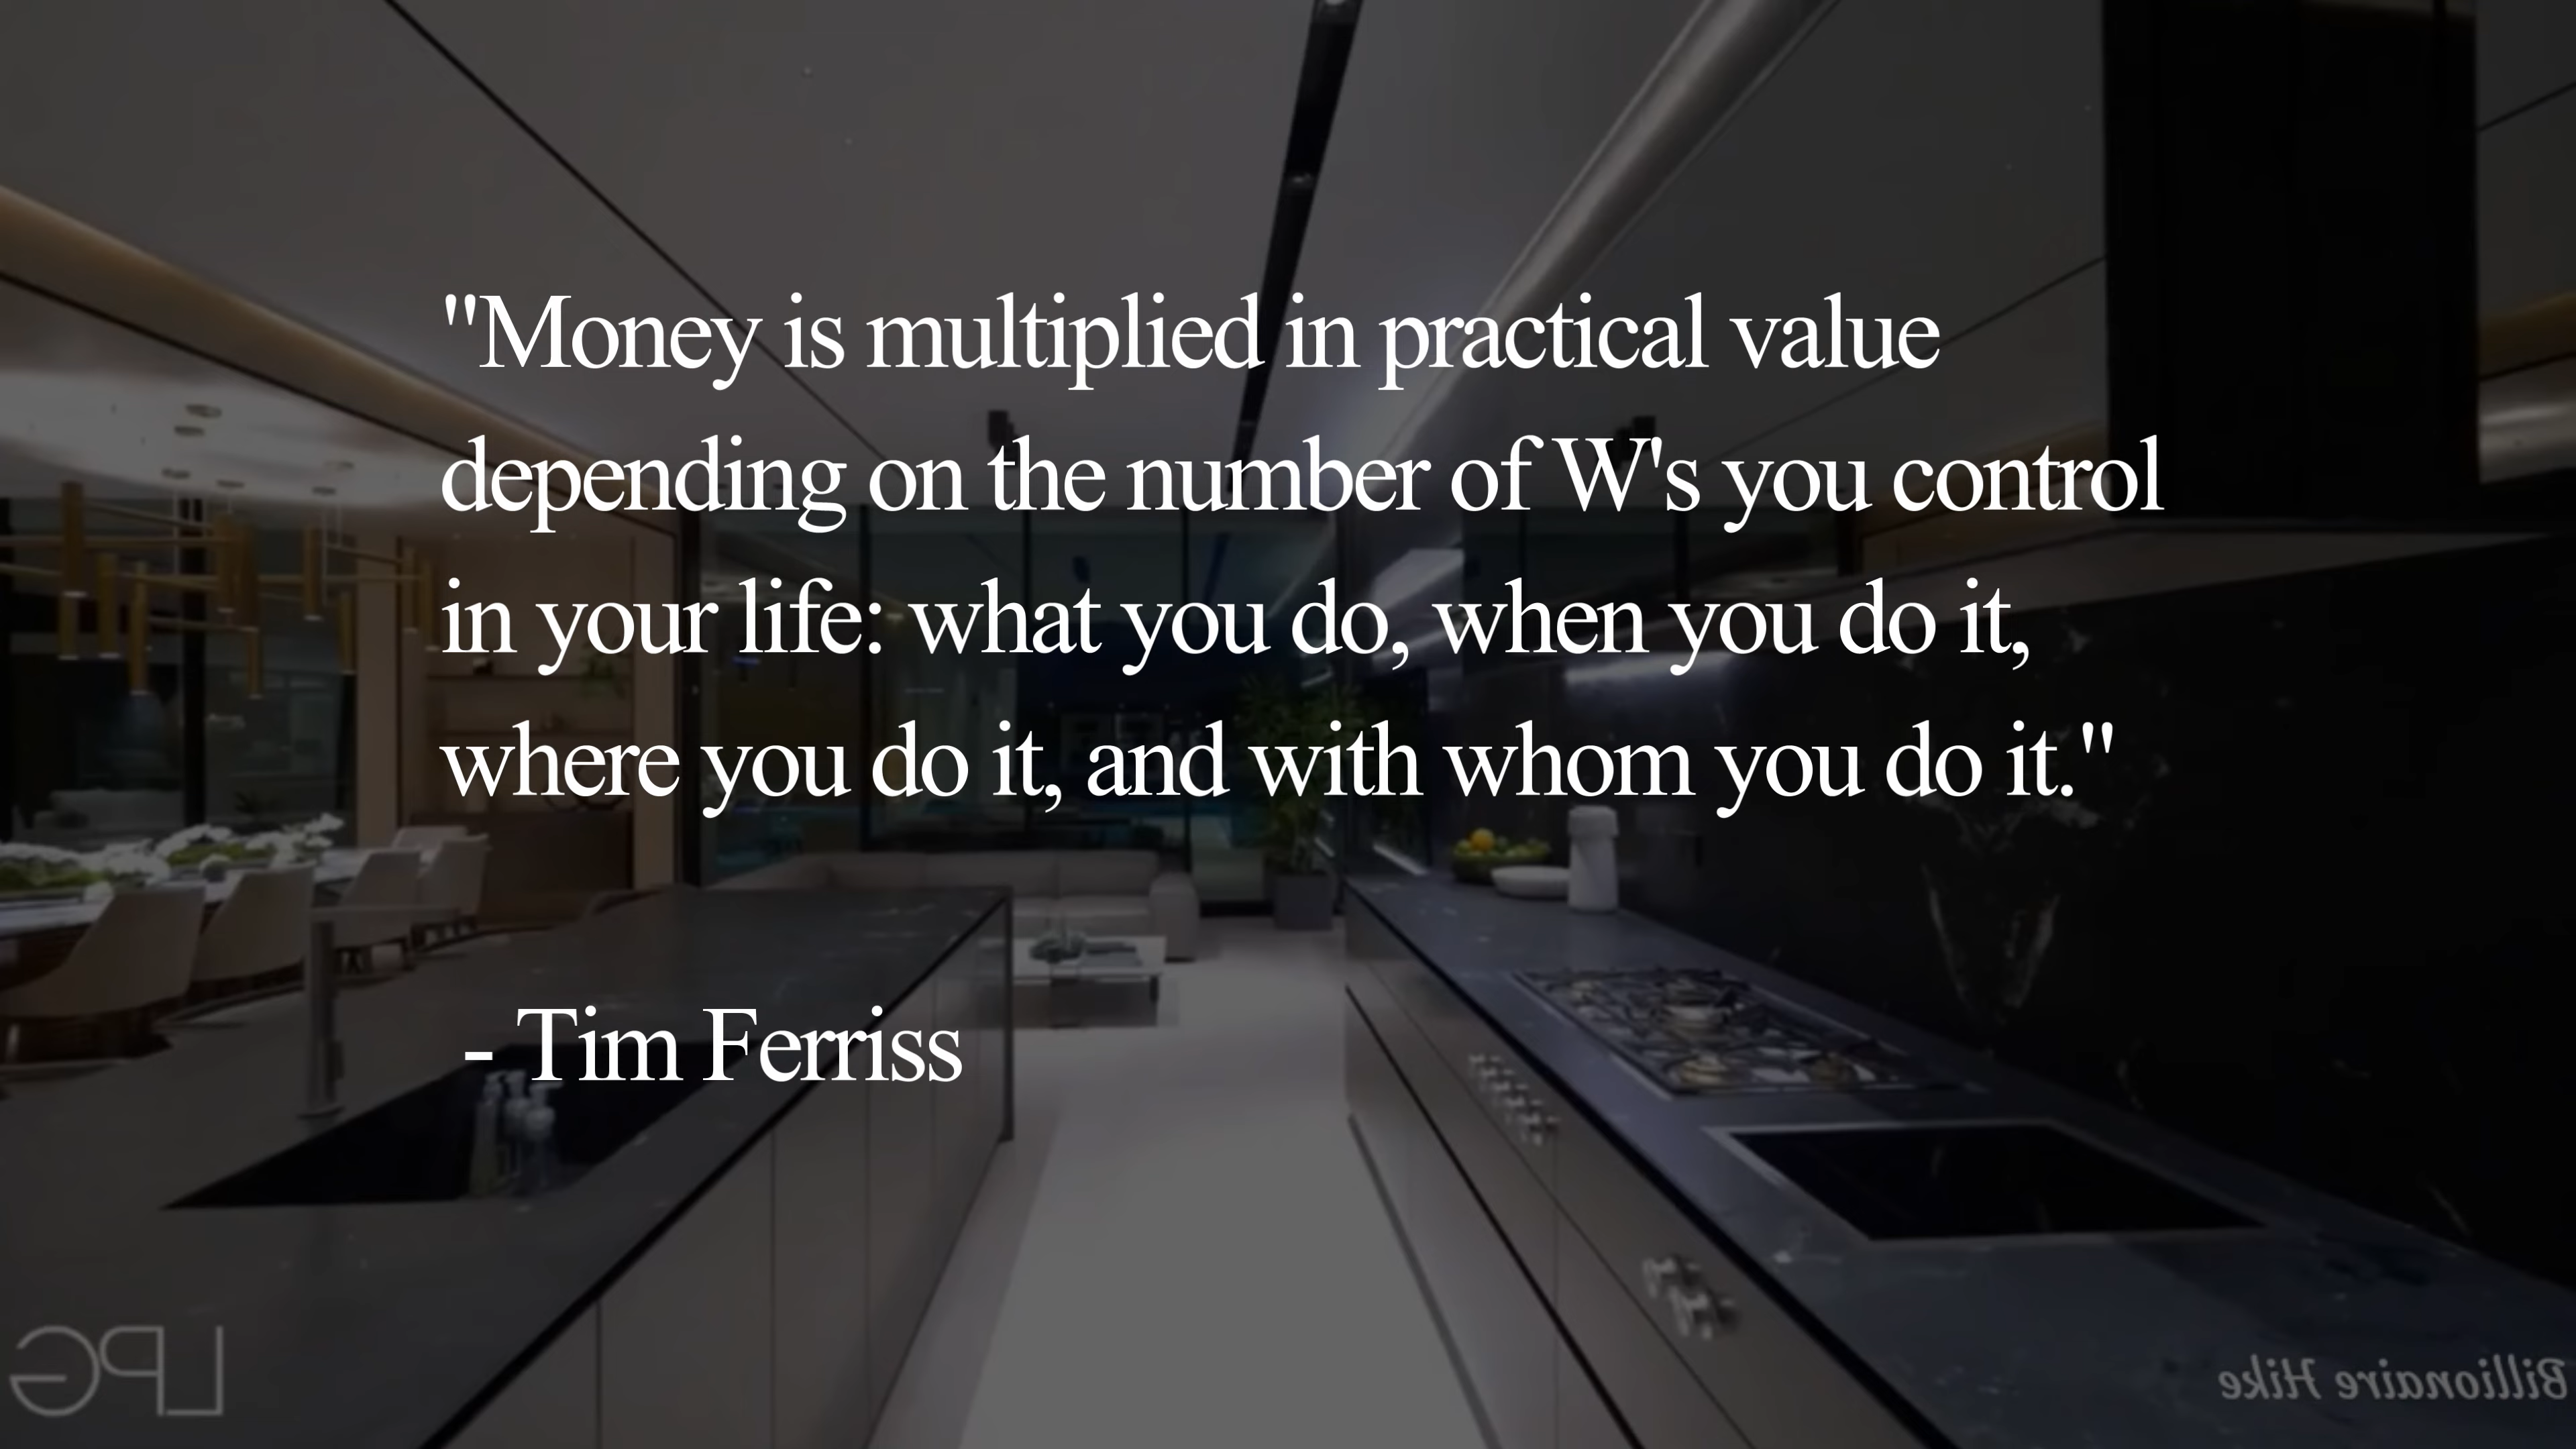 "Money is multiplied in practical value
depending on the number of W's you control
in your life: what you do, when you do it,
where you do it, and with whom you do it."
- Tim Ferriss
LPG
Billionaire Hike